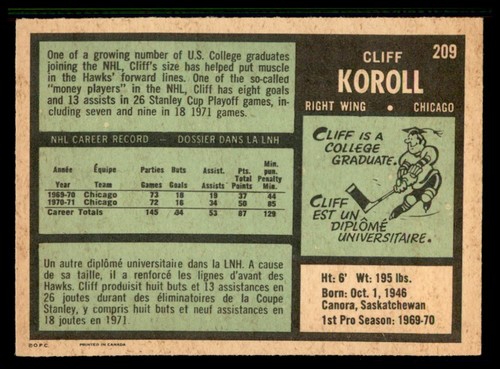 209
CLIFF
KOROLL
RIGHT WING • CHICAGO
One of a growing number of U.S. College graduates
joining the NHL, Cliff's size has helped put muscle
in the Hawks' forward lines. One of the so-called
"money players" in the NHL, Cliff has eight goals
and 13 assists in 26 Stanley Cup Playoff games, in-
cluding seven and nine in 18 1971 games.
NHL CAREER RECORD — DOSSIER DANS LA LNH
Année Équipe Parties Buts Assist. Pts. Min. pun.
Year Team Games Goals Assists Total Points Min. Penalty
1969-70 Chicago 73 18 19 37 44
1970-71 Chicago 72 16 34 50 85
Career Totals 145 34 53 87 129
CLIFF IS A
COLLEGE
GRADUATE.
CLIFF
EST UN
DIPLÔMÉ
UNIVERSITAIRE.
Un autre diplômé universitaire dans la LNH. A cause
de sa taille, il a renforcé les lignes d'avant des
Hawks. Cliff produisit huit buts et 13 assistances en
26 joutes durant des éliminatoires de la Coupe
Stanley, y compris huit buts et neuf assistances en
18 joutes en 1971.
Ht: 6' Wt: 195 lbs.
Born: Oct. 1, 1946
Canora, Saskatchewan
1st Pro Season: 1969-70
©O.P.C. PRINTED IN CANADA